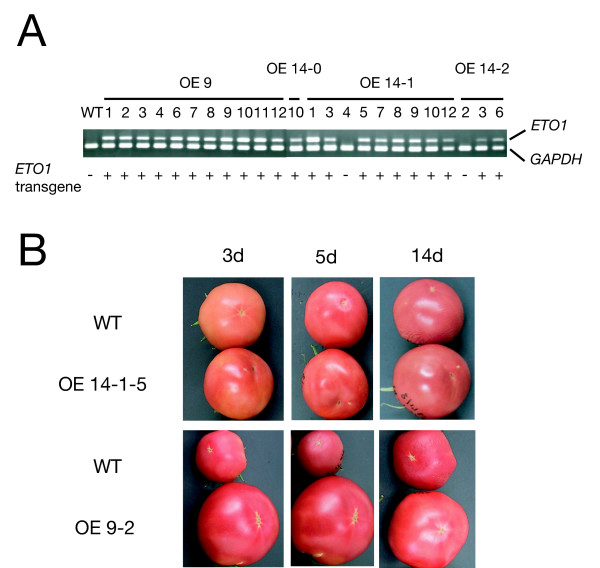 A
OE 9 OE 14-0 OE 14-1 OE 14-2
WT 1 2 3 4 6 7 8 9 10 11 12 10 1 3 4 5 7 8 9 10 12 2 3 6
ETO1
GAPDH
ETO1 transgene - + + + + + + + + + + + + + + - + + + + + + - + +
B
3d 5d 14d
WT
OE 14-1-5
WT
OE 9-2